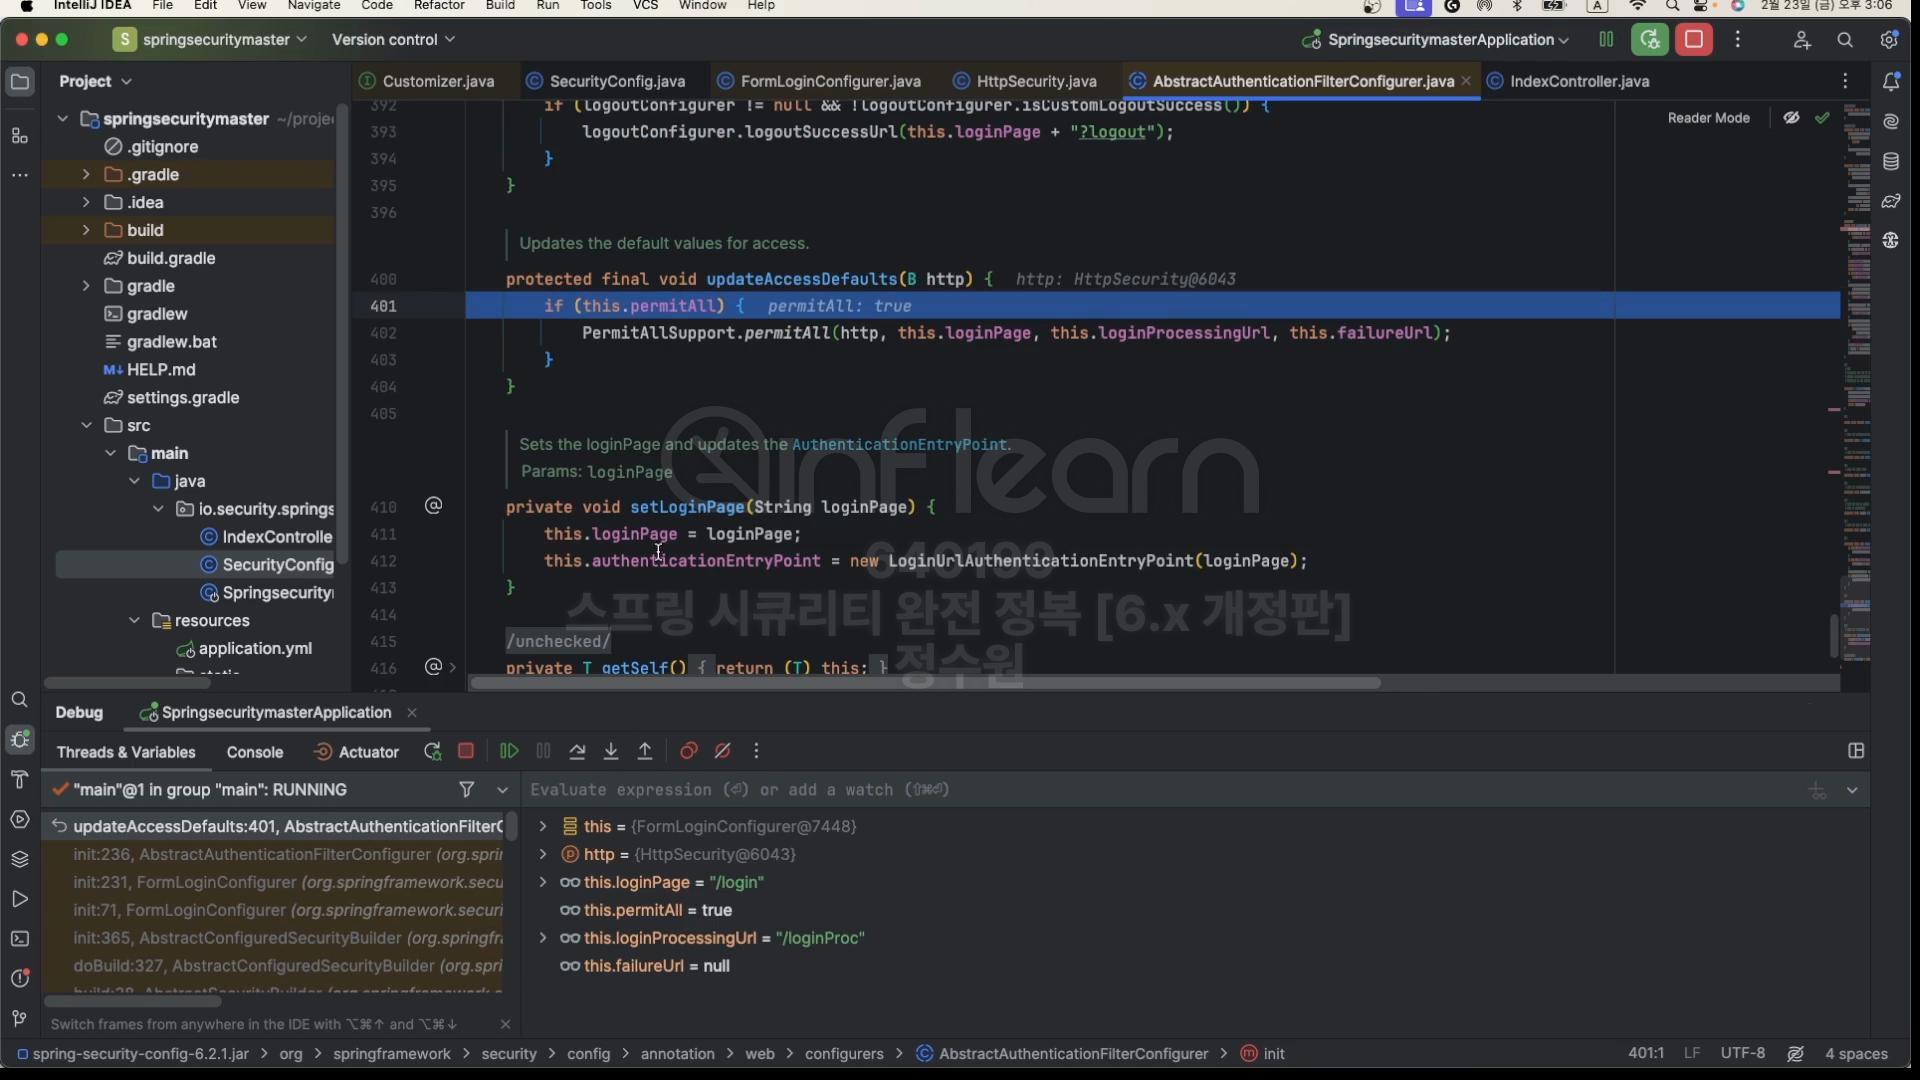 IntelliJ IDEA File Edit View Navigate Code Refactor Build Run Tools VCS Window Help A 2월 23일 (금) 오후 3:06
S springsecuritymaster Version control SpringsecuritymasterApplication
Project Customizer.java SecurityConfig.java FormLoginConfigurer.java HttpSecurity.java AbstractAuthenticationFilterConfigurer.java IndexController.java
springsecuritymaster ~/proje
.gitignore
.gradle
.idea
build
build.gradle
gradle
gradlew
gradlew.bat
M↓ HELP.md
settings.gradle
src
main
java
io.security.springs
IndexControlle
SecurityConfig
Springsecurity
resources
application.yml
static
Reader Mode
392 if (logoutConfigurer != null && !logoutConfigurer.isCustomLogoutSuccess()) {
393 logoutConfigurer.logoutSuccessUrl(this.loginPage + "?logout");
394 }
395 }
396
Updates the default values for access.
400 protected final void updateAccessDefaults(B http) { http: HttpSecurity@6043
401 if (this.permitAll) { permitAll: true
402 PermitAllSupport.permitAll(http, this.loginPage, this.loginProcessingUrl, this.failureUrl);
403 }
404 }
405
Sets the loginPage and updates the AuthenticationEntryPoint.
Params: loginPage
410 private void setLoginPage(String loginPage) {
411 this.loginPage = loginPage;
412 this.authenticationEntryPoint = new LoginUrlAuthenticationEntryPoint(loginPage);
413 }
414
415 /unchecked/
416 private T getSelf() { return (T) this; }
inflearn
640199
스프링 시큐리티 완전 정복 [6.x 개정판]
정수원
Debug SpringsecuritymasterApplication
Threads & Variables Console Actuator
"main"@1 in group "main": RUNNING
updateAccessDefaults:401, AbstractAuthenticationFilterC
init:236, AbstractAuthenticationFilterConfigurer (org.sprin
init:231, FormLoginConfigurer (org.springframework.secu
init:71, FormLoginConfigurer (org.springframework.securi
init:365, AbstractConfiguredSecurityBuilder (org.springfra
doBuild:327, AbstractConfiguredSecurityBuilder (org.spri
build:38, AbstractSecurityBuilder (org.springframework.s
Switch frames from anywhere in the IDE with ⌥⌘↑ and ⌥⌘↓
Evaluate expression (⏎) or add a watch (⇧⌘⏎)
this = {FormLoginConfigurer@7448}
http = {HttpSecurity@6043}
this.loginPage = "/login"
this.permitAll = true
this.loginProcessingUrl = "/loginProc"
this.failureUrl = null
spring-security-config-6.2.1.jar > org > springframework > security > config > annotation > web > configurers > AbstractAuthenticationFilterConfigurer > init 401:1 LF UTF-8 4 spaces